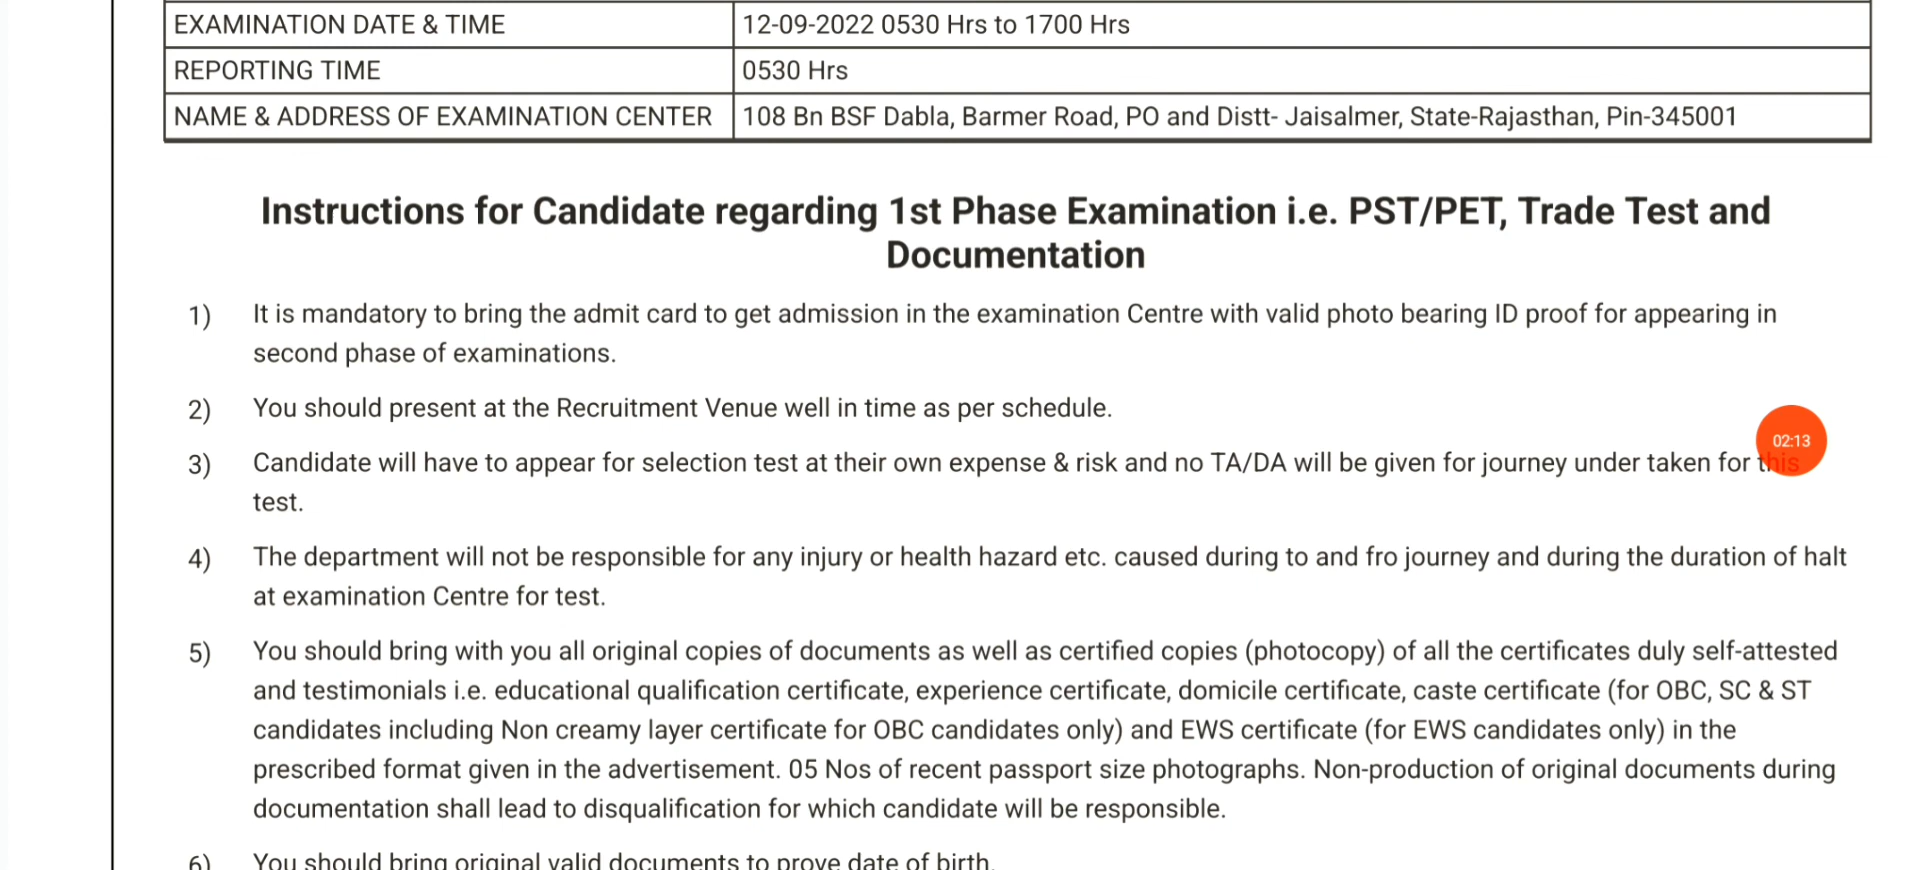 EXAMINATION DATE & TIME 12-09-2022 0530 Hrs to 1700 Hrs
REPORTING TIME 0530 Hrs
NAME & ADDRESS OF EXAMINATION CENTER 108 Bn BSF Dabla, Barmer Road, PO and Distt- Jaisalmer, State-Rajasthan, Pin-345001
Instructions for Candidate regarding 1st Phase Examination i.e. PST/PET, Trade Test and
Documentation
1) It is mandatory to bring the admit card to get admission in the examination Centre with valid photo bearing ID proof for appearing in
second phase of examinations.
2) You should present at the Recruitment Venue well in time as per schedule.
02:13
3) Candidate will have to appear for selection test at their own expense & risk and no TA/DA will be given for journey under taken for this
test.
4) The department will not be responsible for any injury or health hazard etc. caused during to and fro journey and during the duration of halt
at examination Centre for test.
5) You should bring with you all original copies of documents as well as certified copies (photocopy) of all the certificates duly self-attested
and testimonials i.e. educational qualification certificate, experience certificate, domicile certificate, caste certificate (for OBC, SC & ST
candidates including Non creamy layer certificate for OBC candidates only) and EWS certificate (for EWS candidates only) in the
prescribed format given in the advertisement. 05 Nos of recent passport size photographs. Non-production of original documents during
documentation shall lead to disqualification for which candidate will be responsible.
6) You should bring original valid documents to prove date of birth.